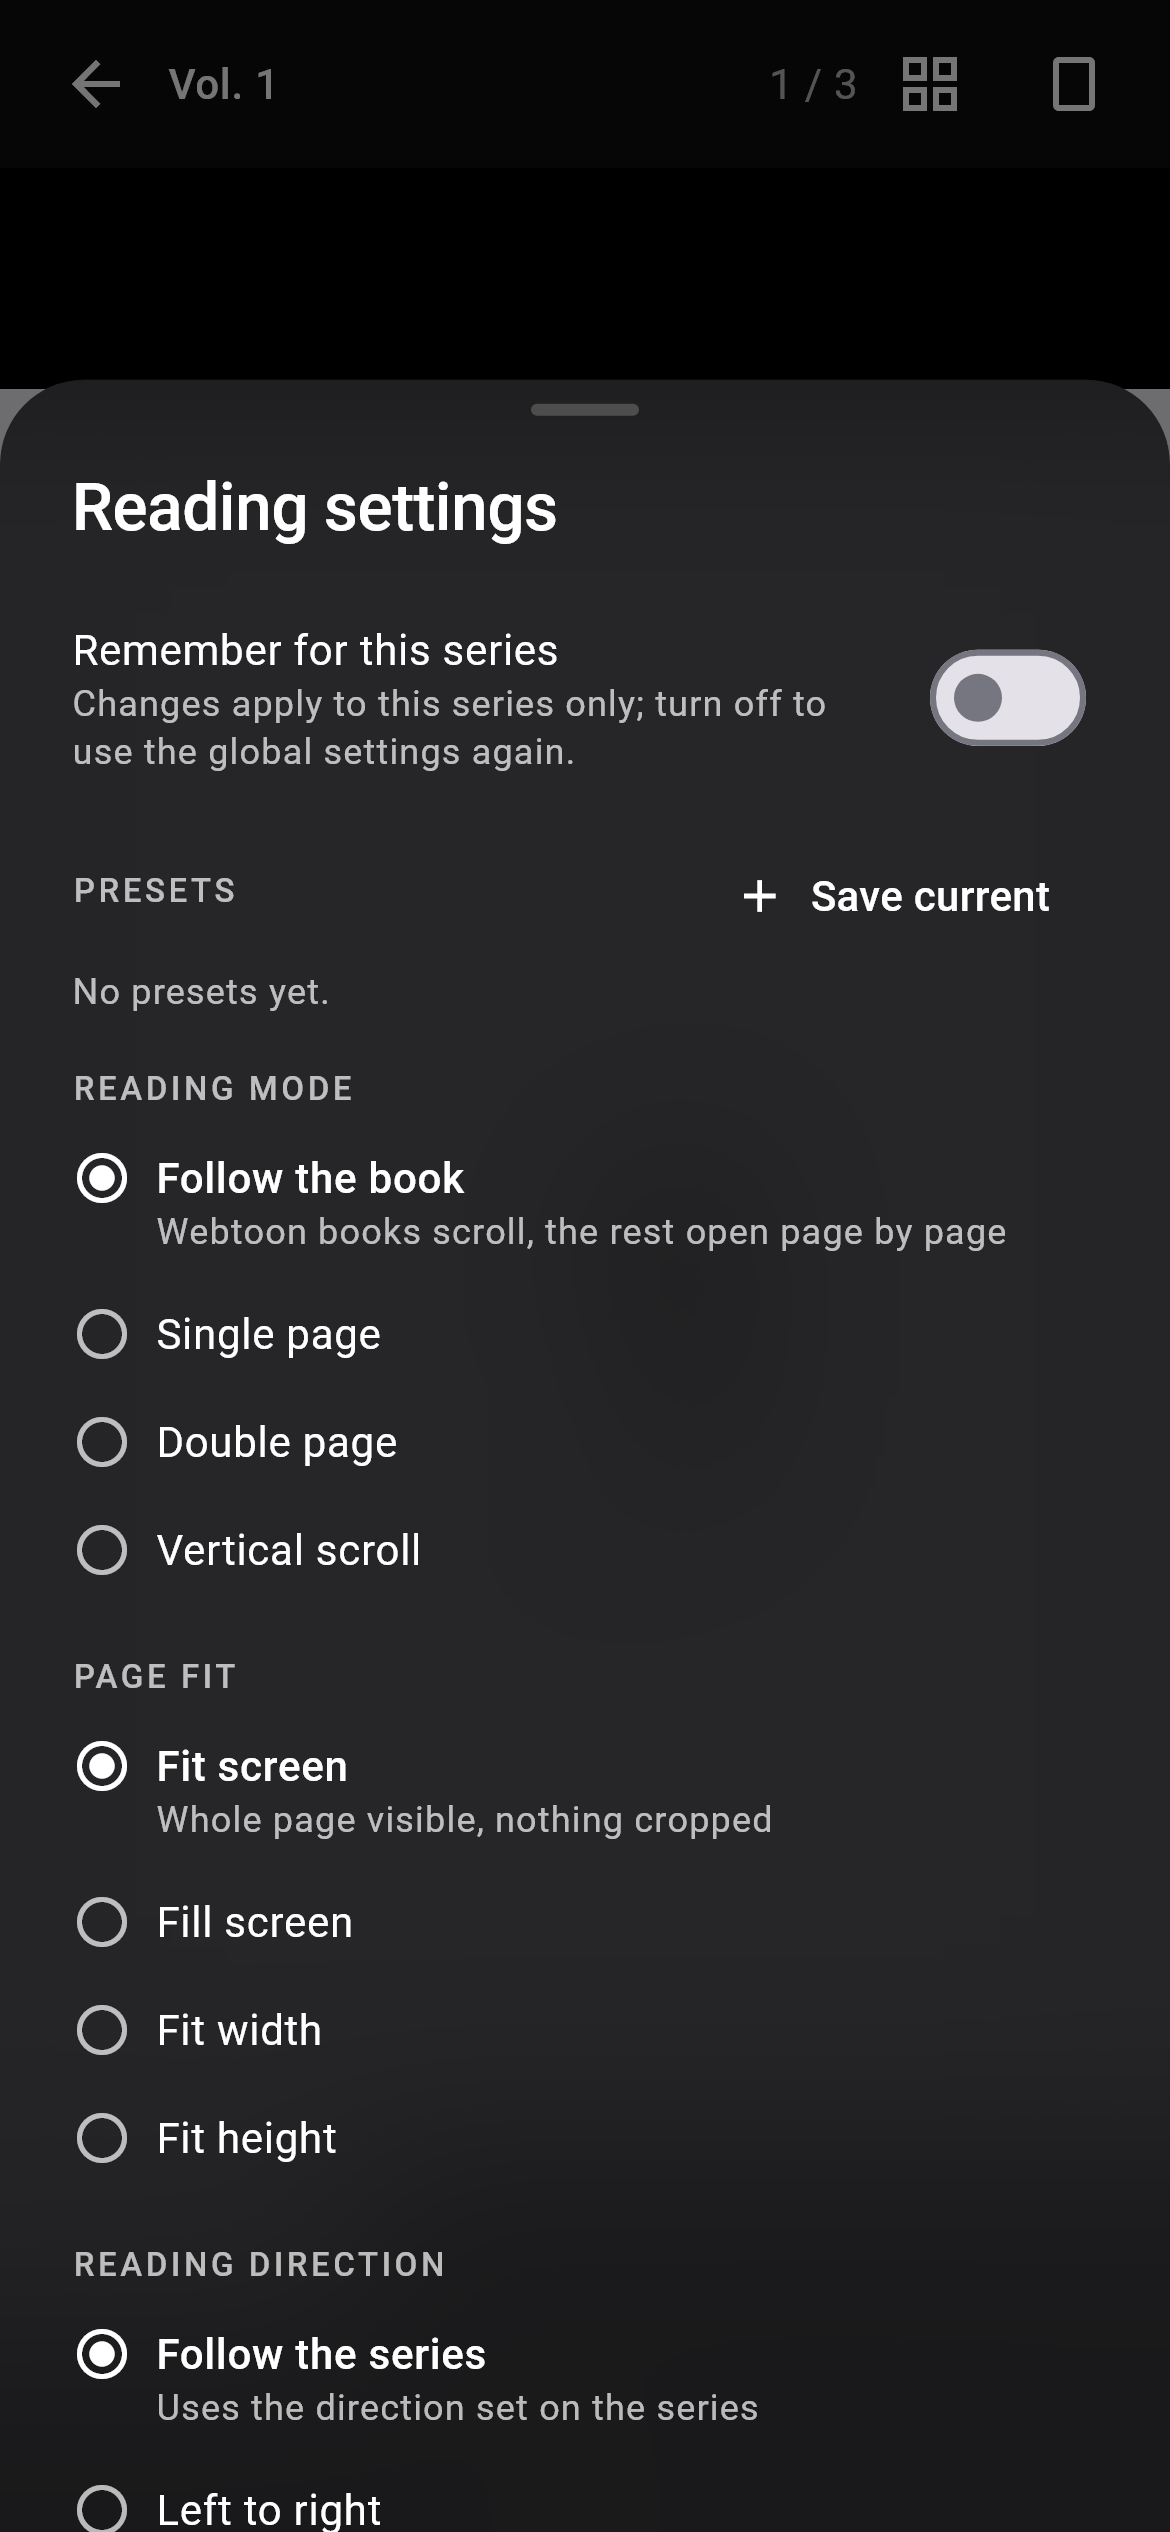 Vol. 1
1 / 3
Reading settings
Remember for this series
Changes apply to this series only; turn off to
use the global settings again.
PRESETS
Save current
No presets yet.
READING MODE
Follow the book
Webtoon books scroll, the rest open page by page
Single page
Double page
Vertical scroll
PAGE FIT
Fit screen
Whole page visible, nothing cropped
Fill screen
Fit width
Fit height
READING DIRECTION
Follow the series
Uses the direction set on the series
Left to right